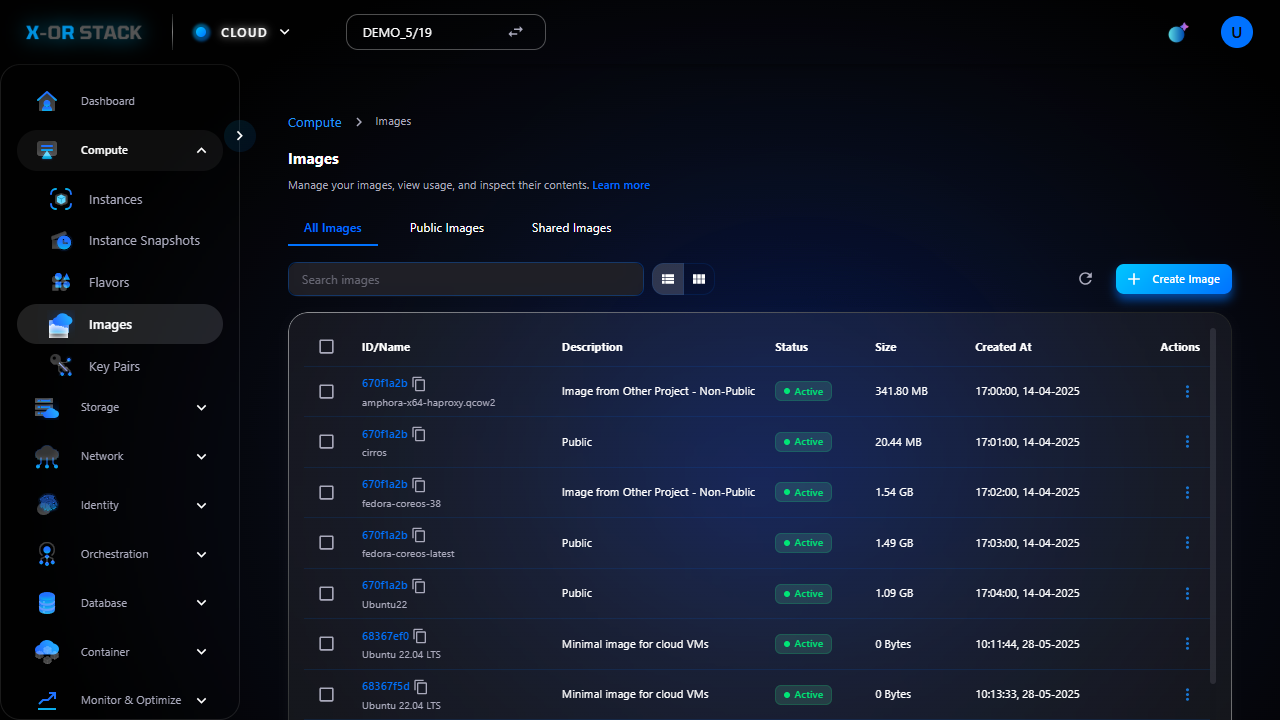 X-OR STACK
CLOUD
DEMO_5/19
U
Dashboard
Compute
Instances
Instance Snapshots
Flavors
Images
Key Pairs
Storage
Network
Identity
Orchestration
Database
Container
Monitor & Optimize
Compute > Images
Images
Manage your images, view usage, and inspect their contents. Learn more
All Images Public Images Shared Images
Search images
Create Image
ID/Name Description Status Size Created At Actions
670f1a2b
amphora-x64-haproxy.qcow2
Image from Other Project - Non-Public Active 341.80 MB 17:00:00, 14-04-2025
670f1a2b
cirros
Public Active 20.44 MB 17:01:00, 14-04-2025
670f1a2b
fedora-coreos-38
Image from Other Project - Non-Public Active 1.54 GB 17:02:00, 14-04-2025
670f1a2b
fedora-coreos-latest
Public Active 1.49 GB 17:03:00, 14-04-2025
670f1a2b
Ubuntu22
Public Active 1.09 GB 17:04:00, 14-04-2025
68367ef0
Ubuntu 22.04 LTS
Minimal image for cloud VMs Active 0 Bytes 10:11:44, 28-05-2025
68367f5d
Ubuntu 22.04 LTS
Minimal image for cloud VMs Active 0 Bytes 10:13:33, 28-05-2025